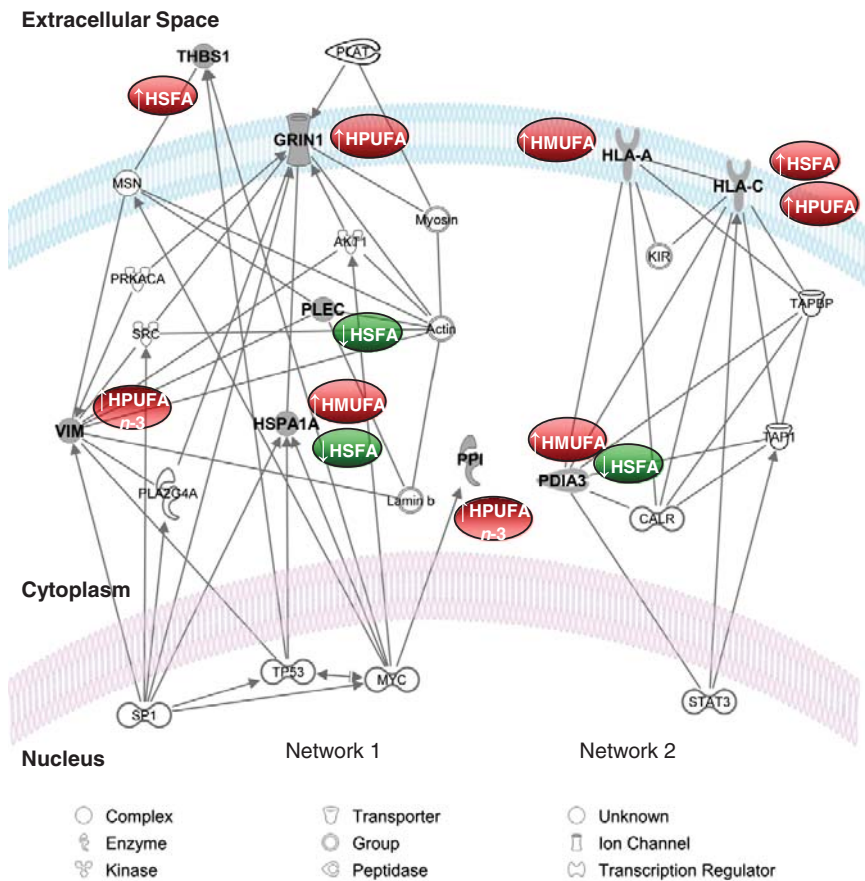 Extracellular Space
THBS1
PLAT
↑HSFA
GRIN1
↑HPUFA
↑HMUFA
HLA-A
↑HSFA
HLA-C
↑HPUFA
MSN
Myosin
AKT1
KIR
PRKACA
TAPBP
PLEC
SRC
Actin
↓HSFA
↑HPUFA
n-3
VIM
↑HMUFA
HSPA1A
↓HSFA
↑HMUFA
TAP1
PPI
↓HSFA
PDIA3
PLA2G4A
Lamin b
↑HPUFA
n-3
CALR
Cytoplasm
TP53
MYC
SP1
STAT3
Nucleus
Network 1
Network 2
Complex
Transporter
Unknown
Enzyme
Group
Ion Channel
Kinase
Peptidase
Transcription Regulator